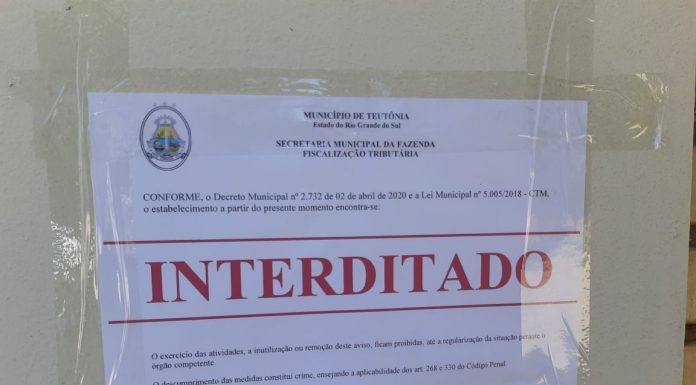 MUNICÍPIO DE TEUTÔNIA
Estado do Rio Grande do Sul
SECRETARIA MUNICIPAL DA FAZENDA
FISCALIZAÇÃO TRIBUTÁRIA
CONFORME, o Decreto Municipal nº 2.732 de 02 de abril de 2020 e a Lei Municipal nº 5.005/2018 - CTM,
o estabelecimento a partir do presente momento encontra-se:
INTERDITADO
O exercício das atividades, a inutilização ou remoção deste aviso, ficam proibidas, até a regularização da situação perante o
órgão competente.
O descumprimento das medidas constitui crime, ensejando a aplicabilidade dos art. 268 e 330 do Código Penal